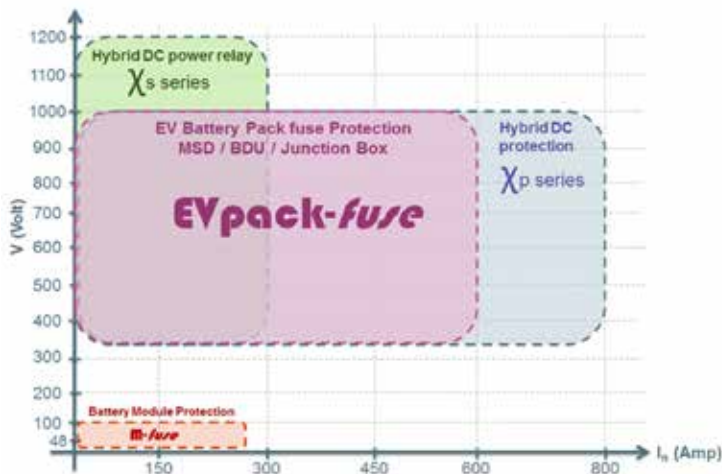 1200
Hybrid DC power relay
1100
χs series
1000
EV Battery Pack fuse Protection
MSD / BDU / Junction Box
Hybrid DC
protection
χp series
900
800
EVpack-fuse
700
V (Volt)
600
500
400
300
200
Battery Module Protection
100
m-fuse
48
150
300
450
600
800
Iₙ (Amp)